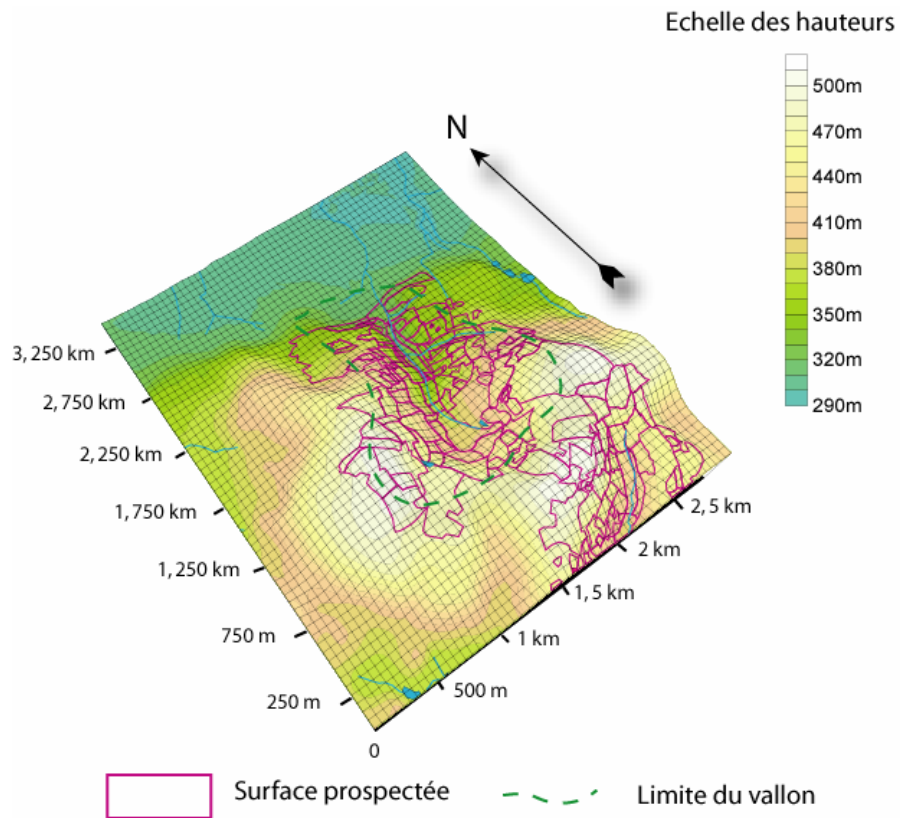 Echelle des hauteurs
500m
470m
440m
410m
380m
350m
320m
290m
N
3,250 km
2,750 km
2,250 km
1,750 km
1,250 km
750 m
250 m
0
500 m
1 km
1,5 km
2 km
2,5 km
Surface prospectée
Limite du vallon